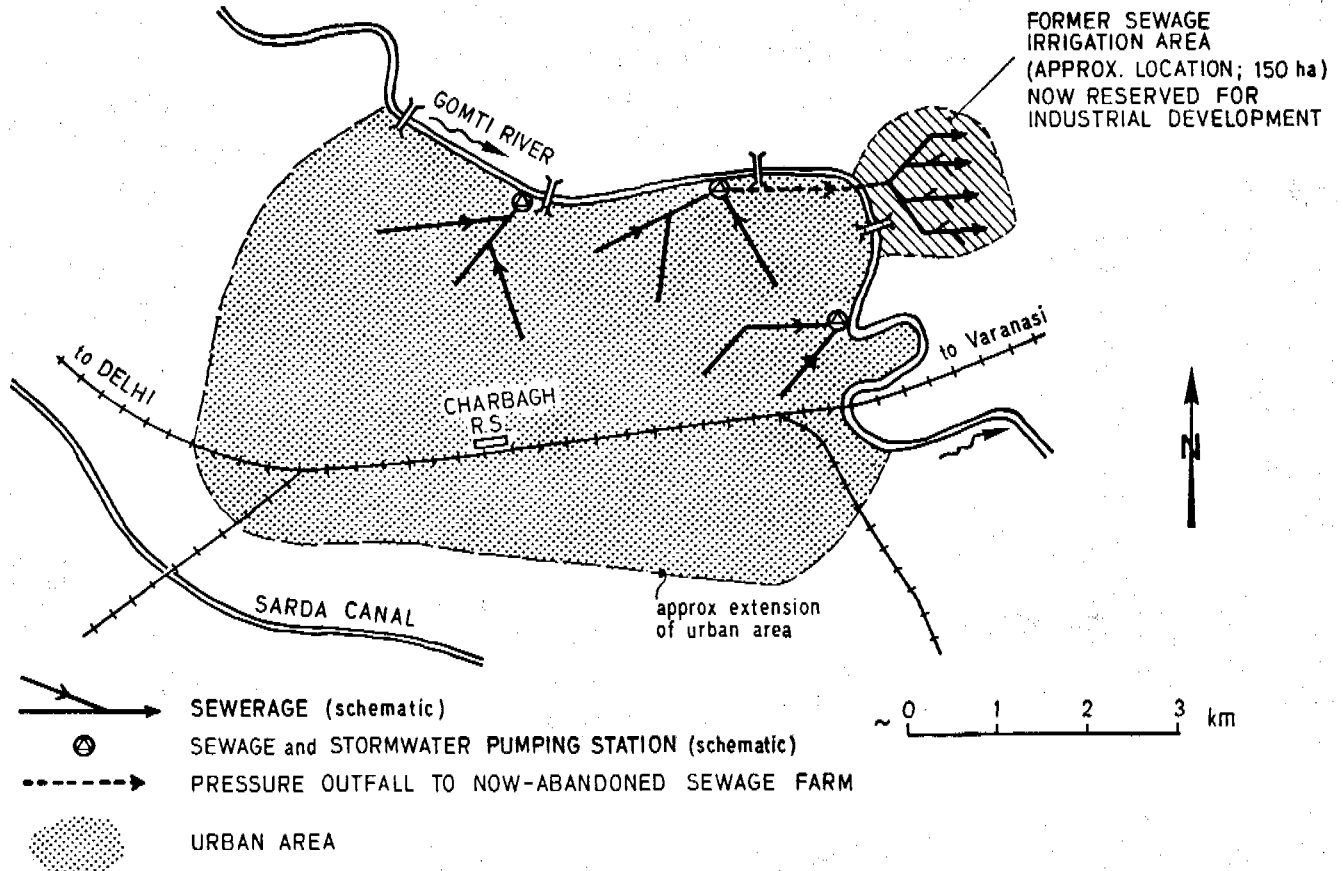 FORMER SEWAGE
IRRIGATION AREA
(APPROX. LOCATION; 150 ha)
NOW RESERVED FOR
INDUSTRIAL DEVELOPMENT
GOMTI RIVER
to Varanasi
to DELHI
CHARBAGH
R.S.
N
SARDA CANAL
approx extension
of urban area
SEWERAGE (schematic)
~ 0 1 2 3 km
SEWAGE and STORMWATER PUMPING STATION (schematic)
PRESSURE OUTFALL TO NOW-ABANDONED SEWAGE FARM
URBAN AREA